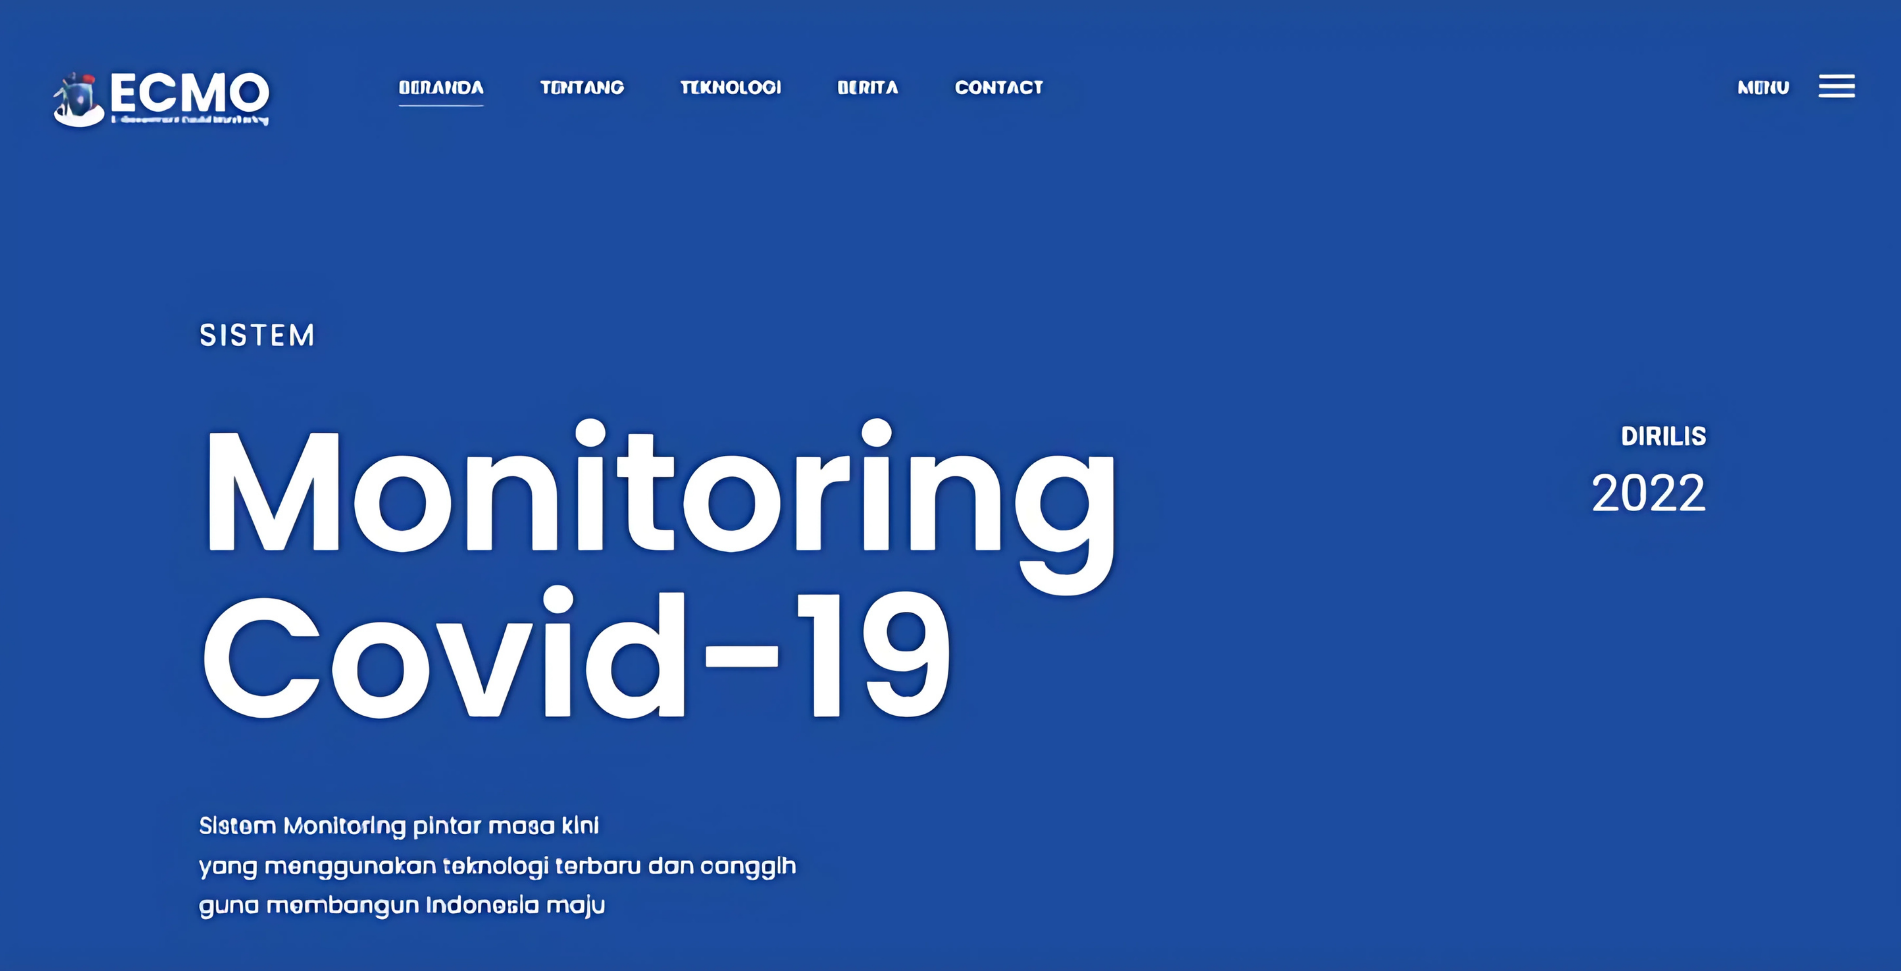 ECMO
BERANDA TENTANG TEKNOLOGI BERITA CONTACT MENU
SISTEM
Monitoring
Covid-19
DIRILIS
2022
Sistem Monitoring pintar masa kini
yang menggunakan teknologi terbaru dan canggih
guna membangun Indonesia maju